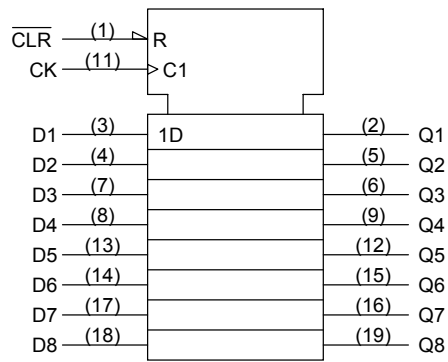 C̅L̅R̅ (1) R
CK (11) C1
D1 (3) 1D (2) Q1
D2 (4) (5) Q2
D3 (7) (6) Q3
D4 (8) (9) Q4
D5 (13) (12) Q5
D6 (14) (15) Q6
D7 (17) (16) Q7
D8 (18) (19) Q8